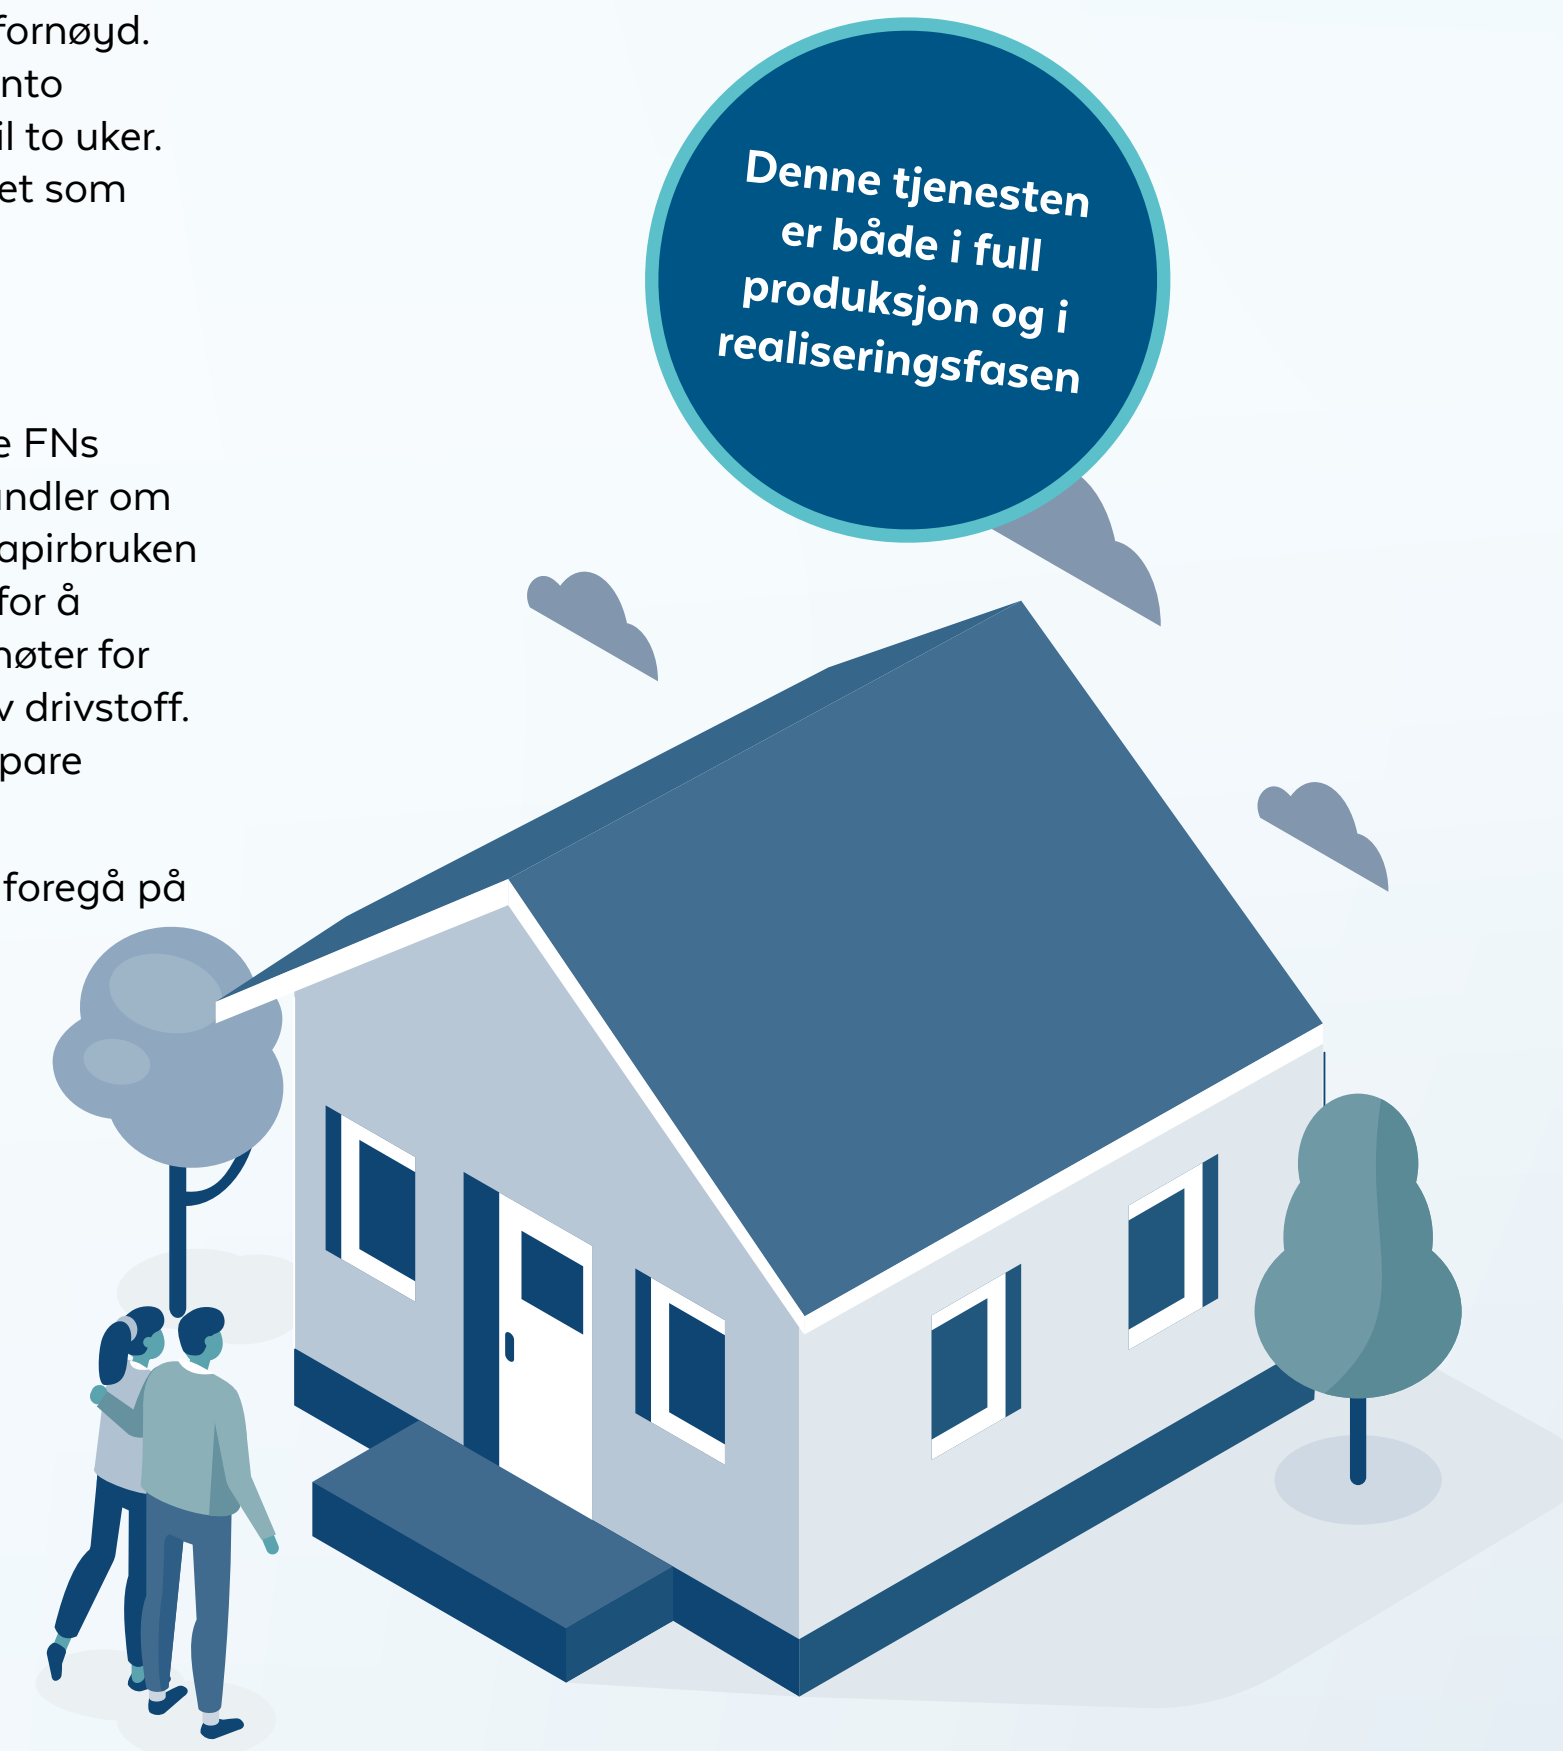 fornøyd.
nto
il to uker.
et som
Denne tjenesten
er både i full
produksjon og i
realiseringsfasen
e FNs
ndler om
apirbruken
for å
nøter for
v drivstoff.
pare
foregå på